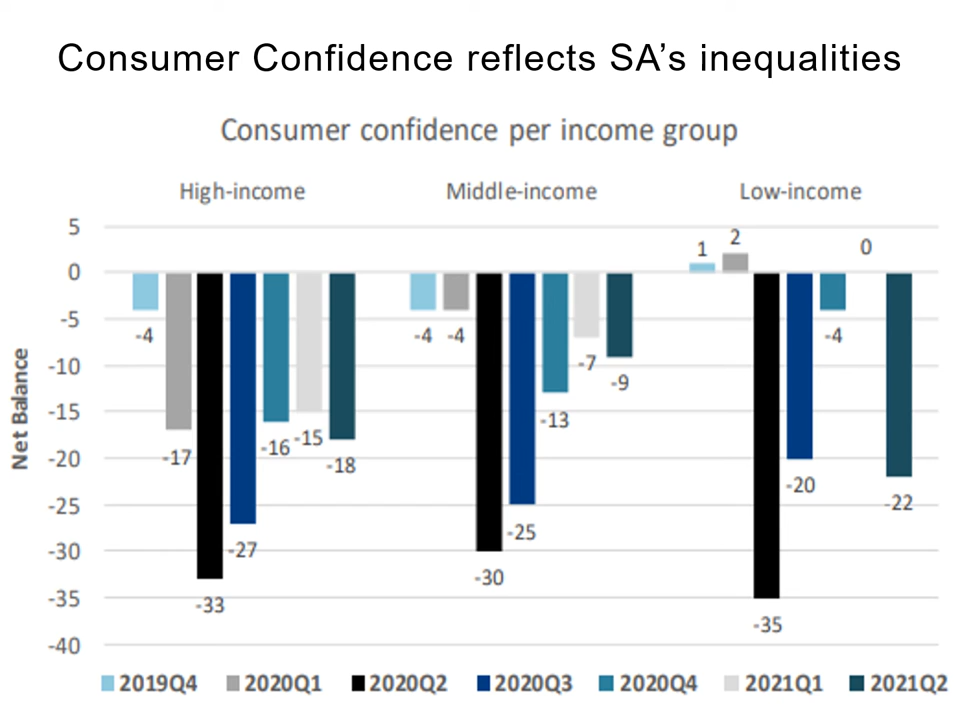 Consumer Confidence reflects SA's inequalities
Consumer confidence per income group
High-income Middle-income Low-income
Net Balance
5
0
-5
-10
-15
-20
-25
-30
-35
-40
-4 -17 -33 -27 -16 -15 -18
-4 -4 -30 -25 -13 -7 -9
1 2 -35 -20 -4 0 -22
2019Q4 2020Q1 2020Q2 2020Q3 2020Q4 2021Q1 2021Q2